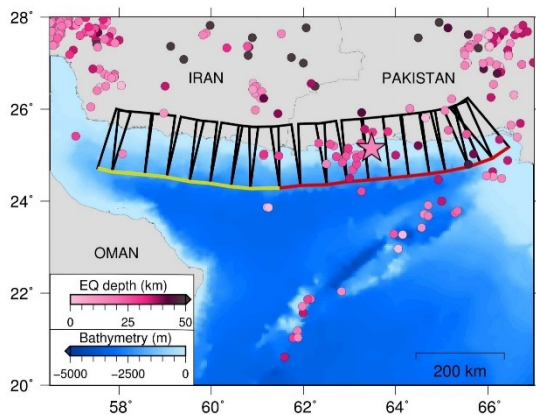 28°
26°
24°
22°
20°
IRAN
PAKISTAN
OMAN
EQ depth (km)
0 25 50
Bathymetry (m)
−5000 0
200 km
58° 60° 62° 64° 66°